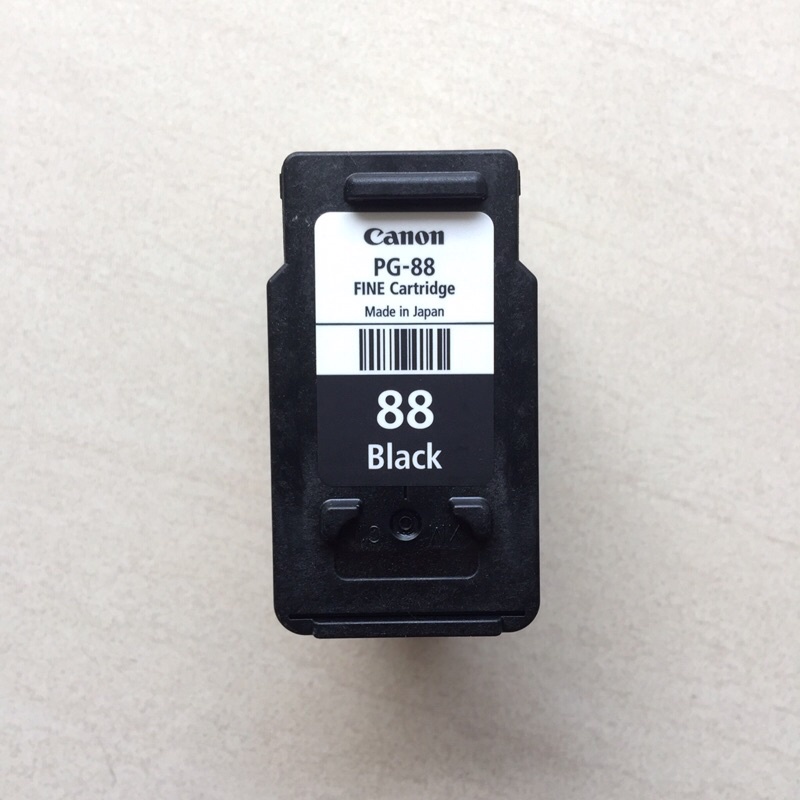 Canon
PG-88
FINE Cartridge
Made in Japan
88
Black